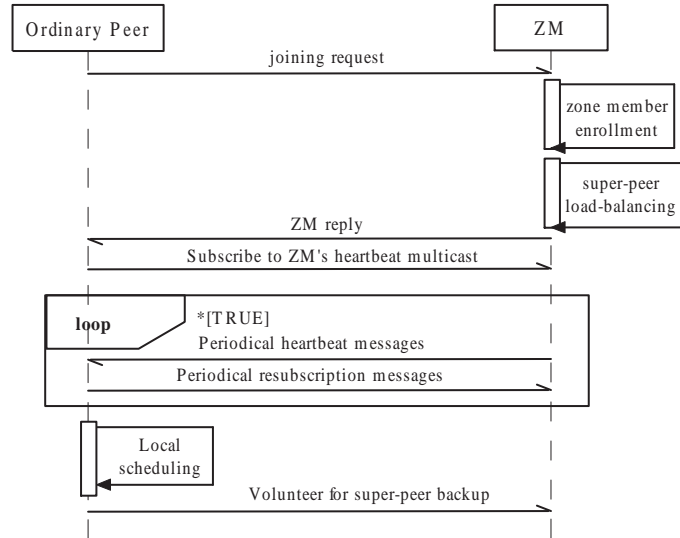 Ordinary Peer
ZM
joining request
zone member
enrollment
super-peer
load-balancing
ZM reply
Subscribe to ZM's heartbeat multicast
loop
*[TRUE]
Periodical heartbeat messages
Periodical resubscription messages
Local
scheduling
Volunteer for super-peer backup